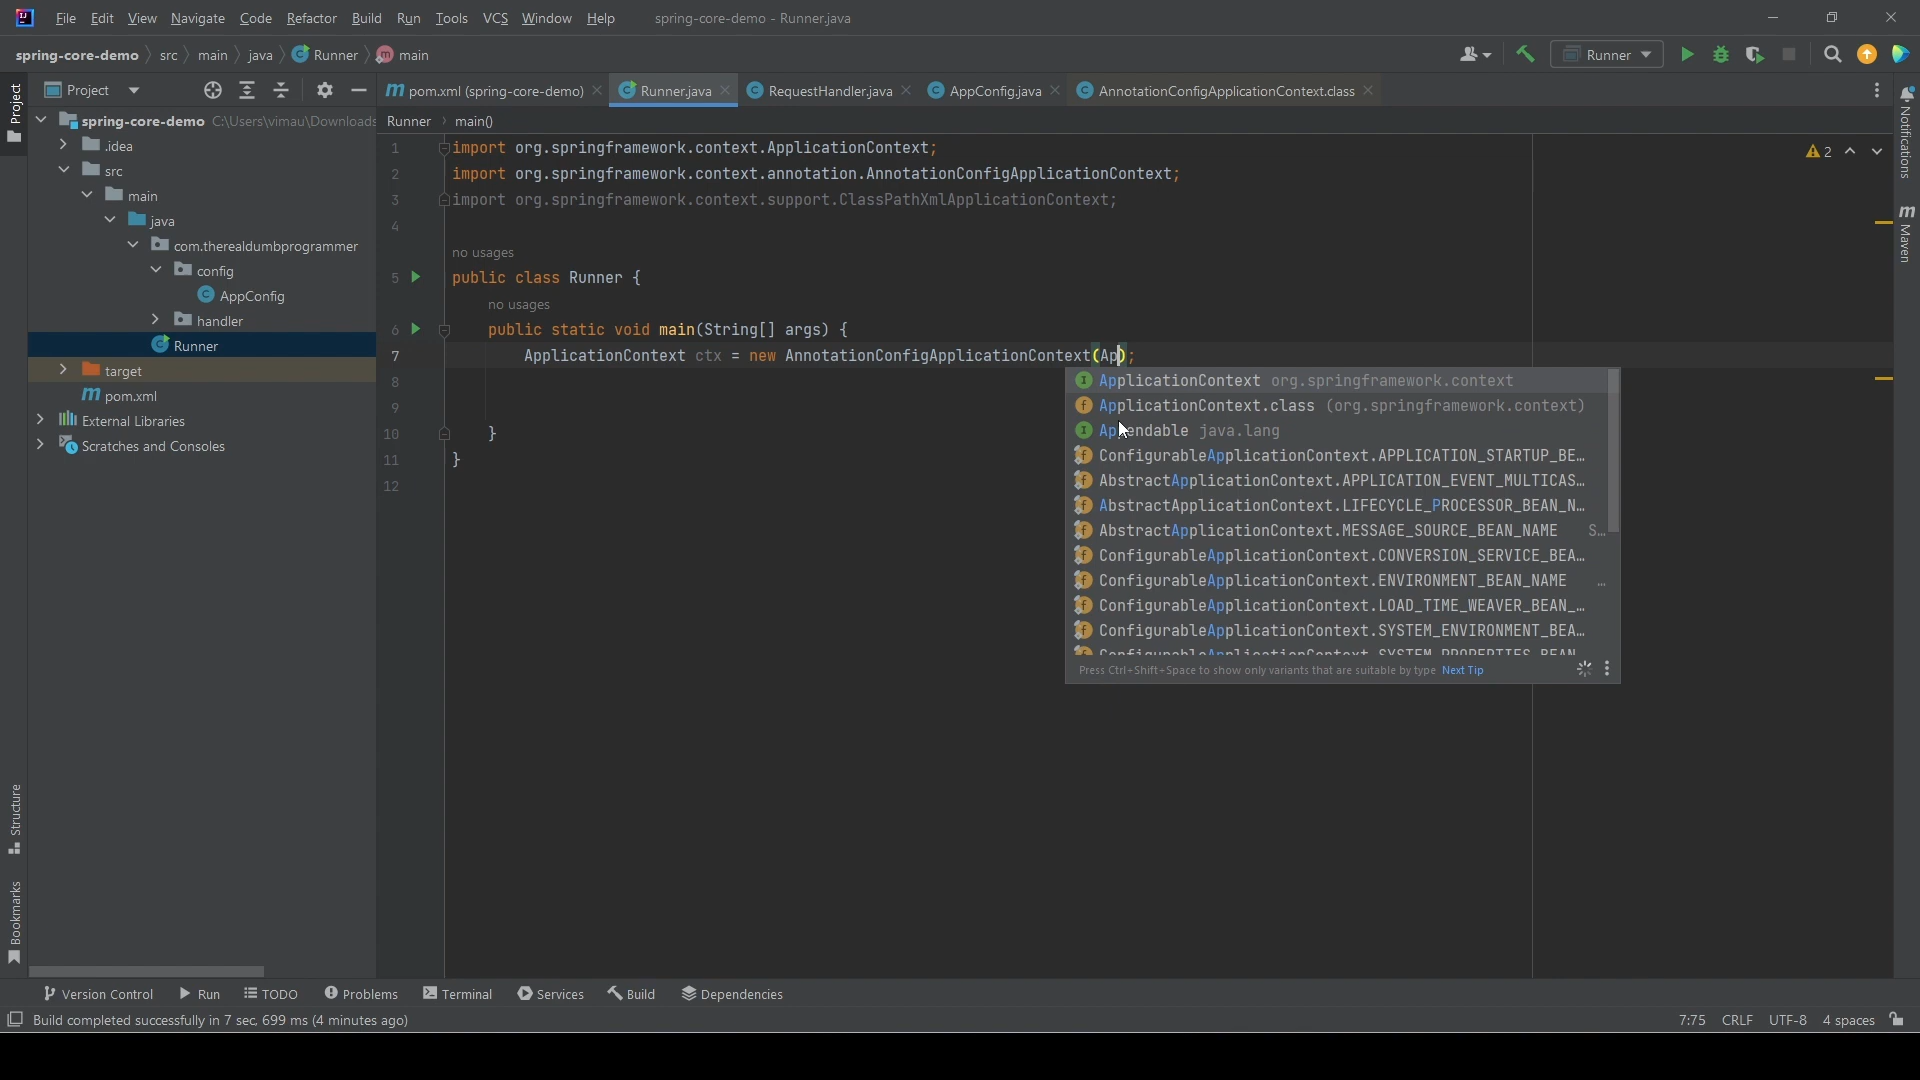 File Edit View Navigate Code Refactor Build Run Tools VCS Window Help spring-core-demo - Runner.java
spring-core-demo src main java Runner main Runner
Project
pom.xml (spring-core-demo) Runner.java RequestHandler.java AppConfig.java AnnotationConfigApplicationContext.class
Project
spring-core-demo C:\Users\vimau\Downloads
.idea
src
main
java
com.therealdumbprogrammer
config
AppConfig
handler
Runner
target
pom.xml
External Libraries
Scratches and Consoles
Runner main()
2
1 import org.springframework.context.ApplicationContext;
2 import org.springframework.context.annotation.AnnotationConfigApplicationContext;
3 import org.springframework.context.support.ClassPathXmlApplicationContext;
4
no usages
5 public class Runner {
no usages
6 public static void main(String[] args) {
7 ApplicationContext ctx = new AnnotationConfigApplicationContext(Ap);
8
9
10 }
11 }
12
ApplicationContext org.springframework.context
ApplicationContext.class (org.springframework.context)
Appendable java.lang
ConfigurableApplicationContext.APPLICATION_STARTUP_BE…
AbstractApplicationContext.APPLICATION_EVENT_MULTICAS…
AbstractApplicationContext.LIFECYCLE_PROCESSOR_BEAN_N…
AbstractApplicationContext.MESSAGE_SOURCE_BEAN_NAME S…
ConfigurableApplicationContext.CONVERSION_SERVICE_BEA…
ConfigurableApplicationContext.ENVIRONMENT_BEAN_NAME …
ConfigurableApplicationContext.LOAD_TIME_WEAVER_BEAN_…
ConfigurableApplicationContext.SYSTEM_ENVIRONMENT_BEA…
ConfigurableApplicationContext.SYSTEM_PROPERTIES_BEAN
Press Ctrl+Shift+Space to show only variants that are suitable by type Next Tip
Notifications
Maven
Structure
Bookmarks
Version Control Run TODO Problems Terminal Services Build Dependencies
Build completed successfully in 7 sec, 699 ms (4 minutes ago) 7:75 CRLF UTF-8 4 spaces